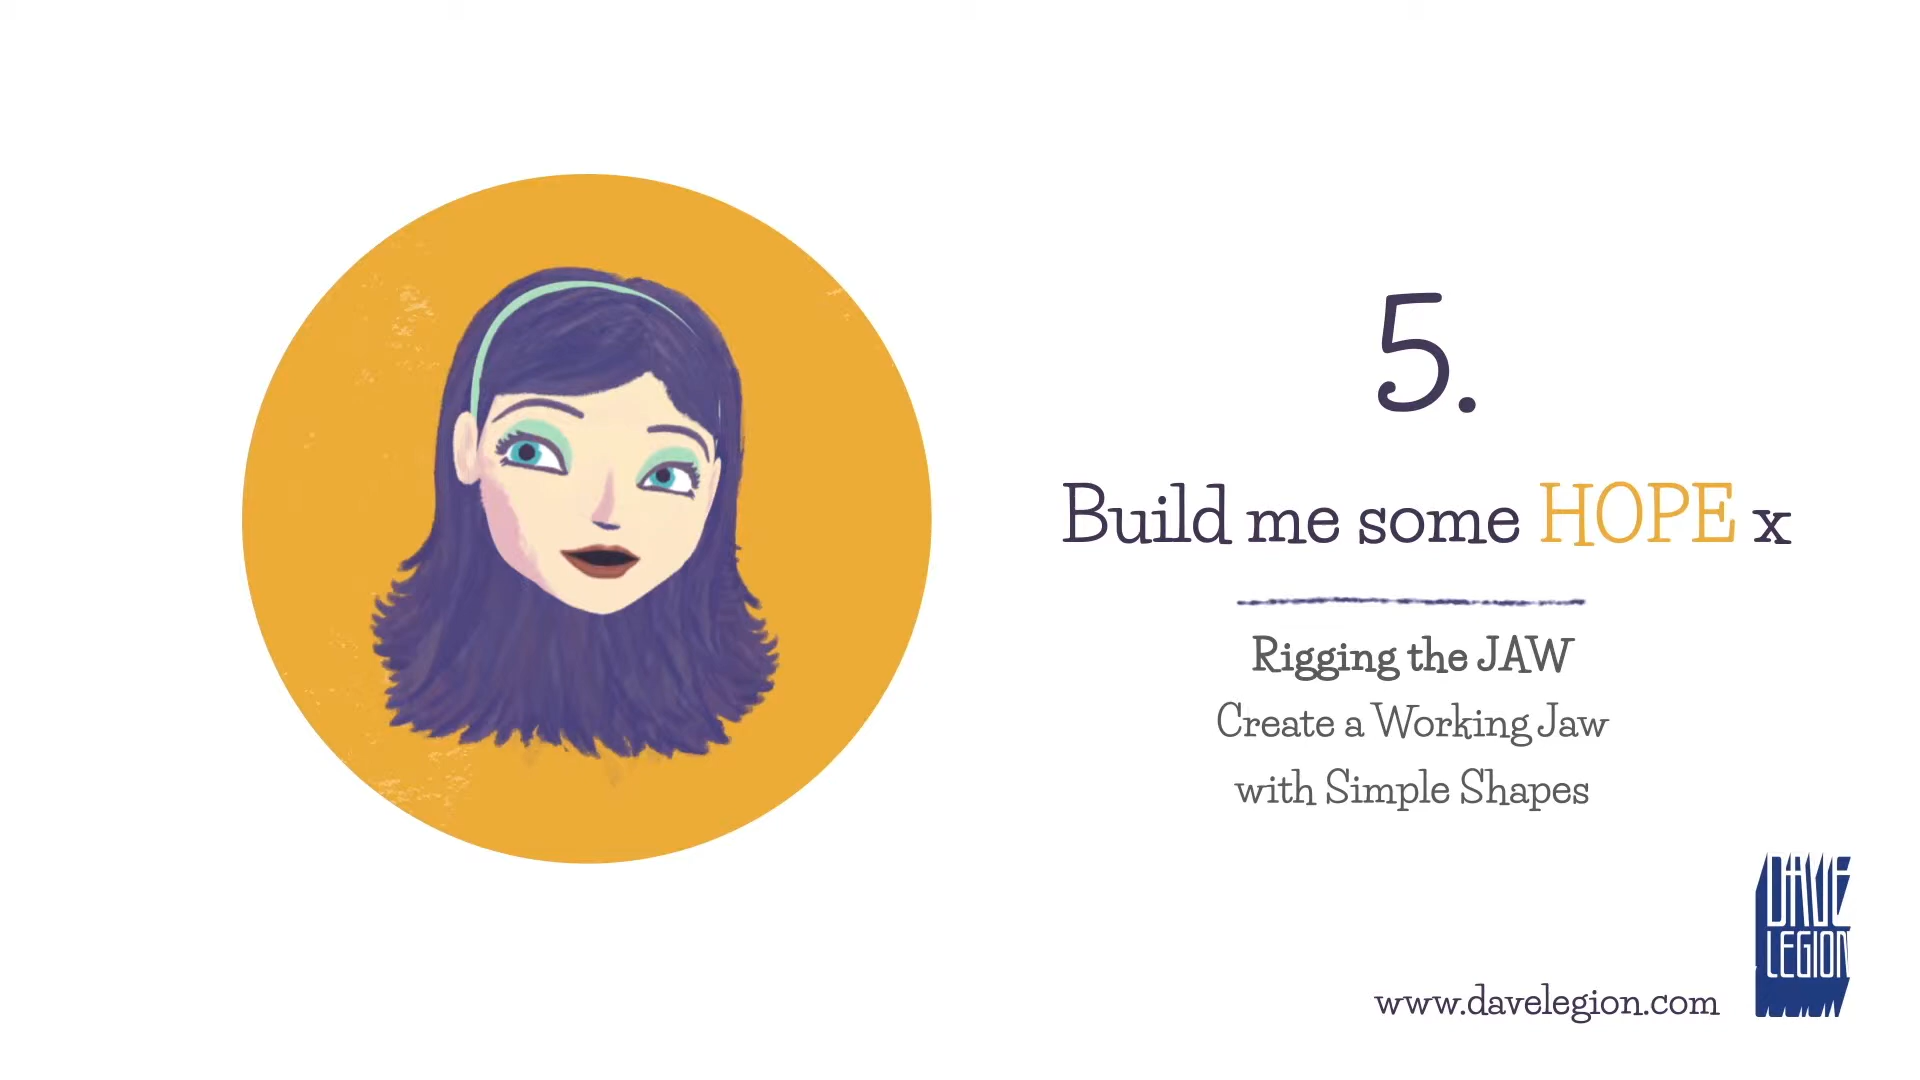 5.
Build me some HOPE x
Rigging the JAW
Create a Working Jaw
with Simple Shapes
DAVE
LEGION
www.davelegion.com